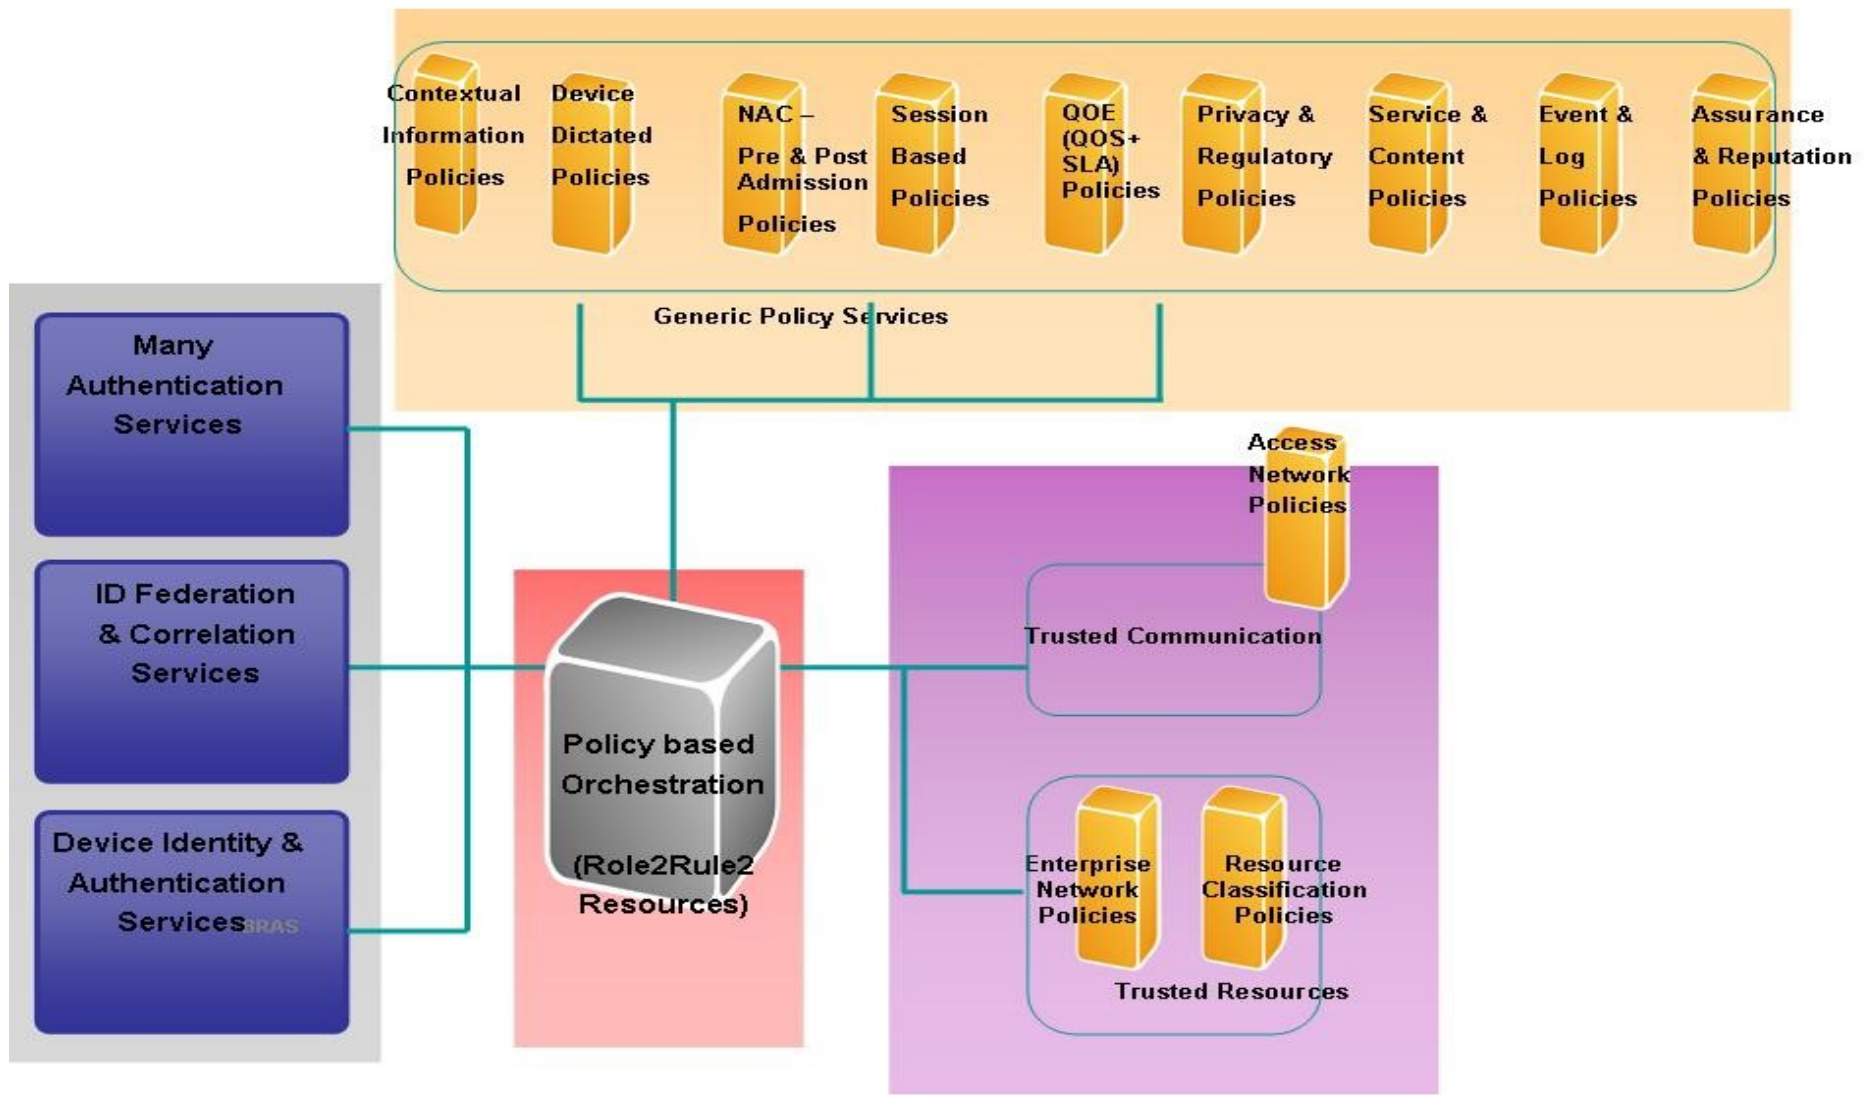 Contextual
Information
Policies
Device
Dictated
Policies
NAC –
Pre & Post
Admission
Policies
Session
Based
Policies
QOE
(QOS+
SLA)
Policies
Privacy &
Regulatory
Policies
Service &
Content
Policies
Event &
Log
Policies
Assurance
& Reputation
Policies
Generic Policy Services
Many
Authentication
Services
ID Federation
& Correlation
Services
Device Identity &
Authentication
Services
BRAS
Policy based
Orchestration
(Role2Rule2
Resources)
Access
Network
Policies
Trusted Communication
Enterprise
Network
Policies
Resource
Classification
Policies
Trusted Resources